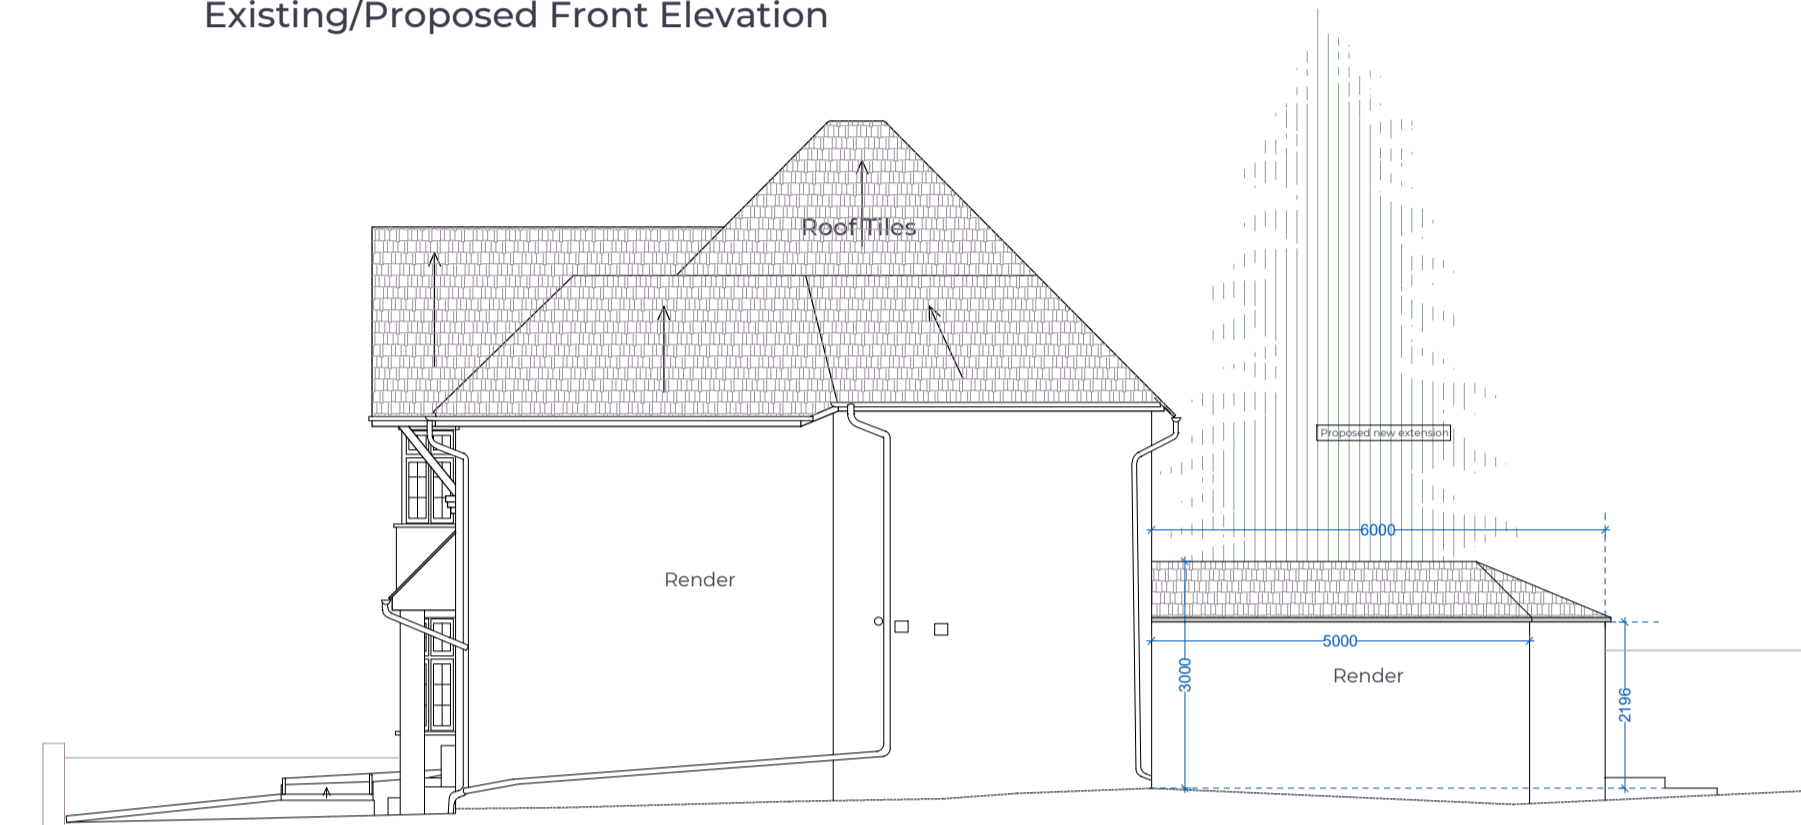 Existing/Proposed Front Elevation
Roof Tiles
Proposed new extension
6000
Render
5000
3000
Render
2196